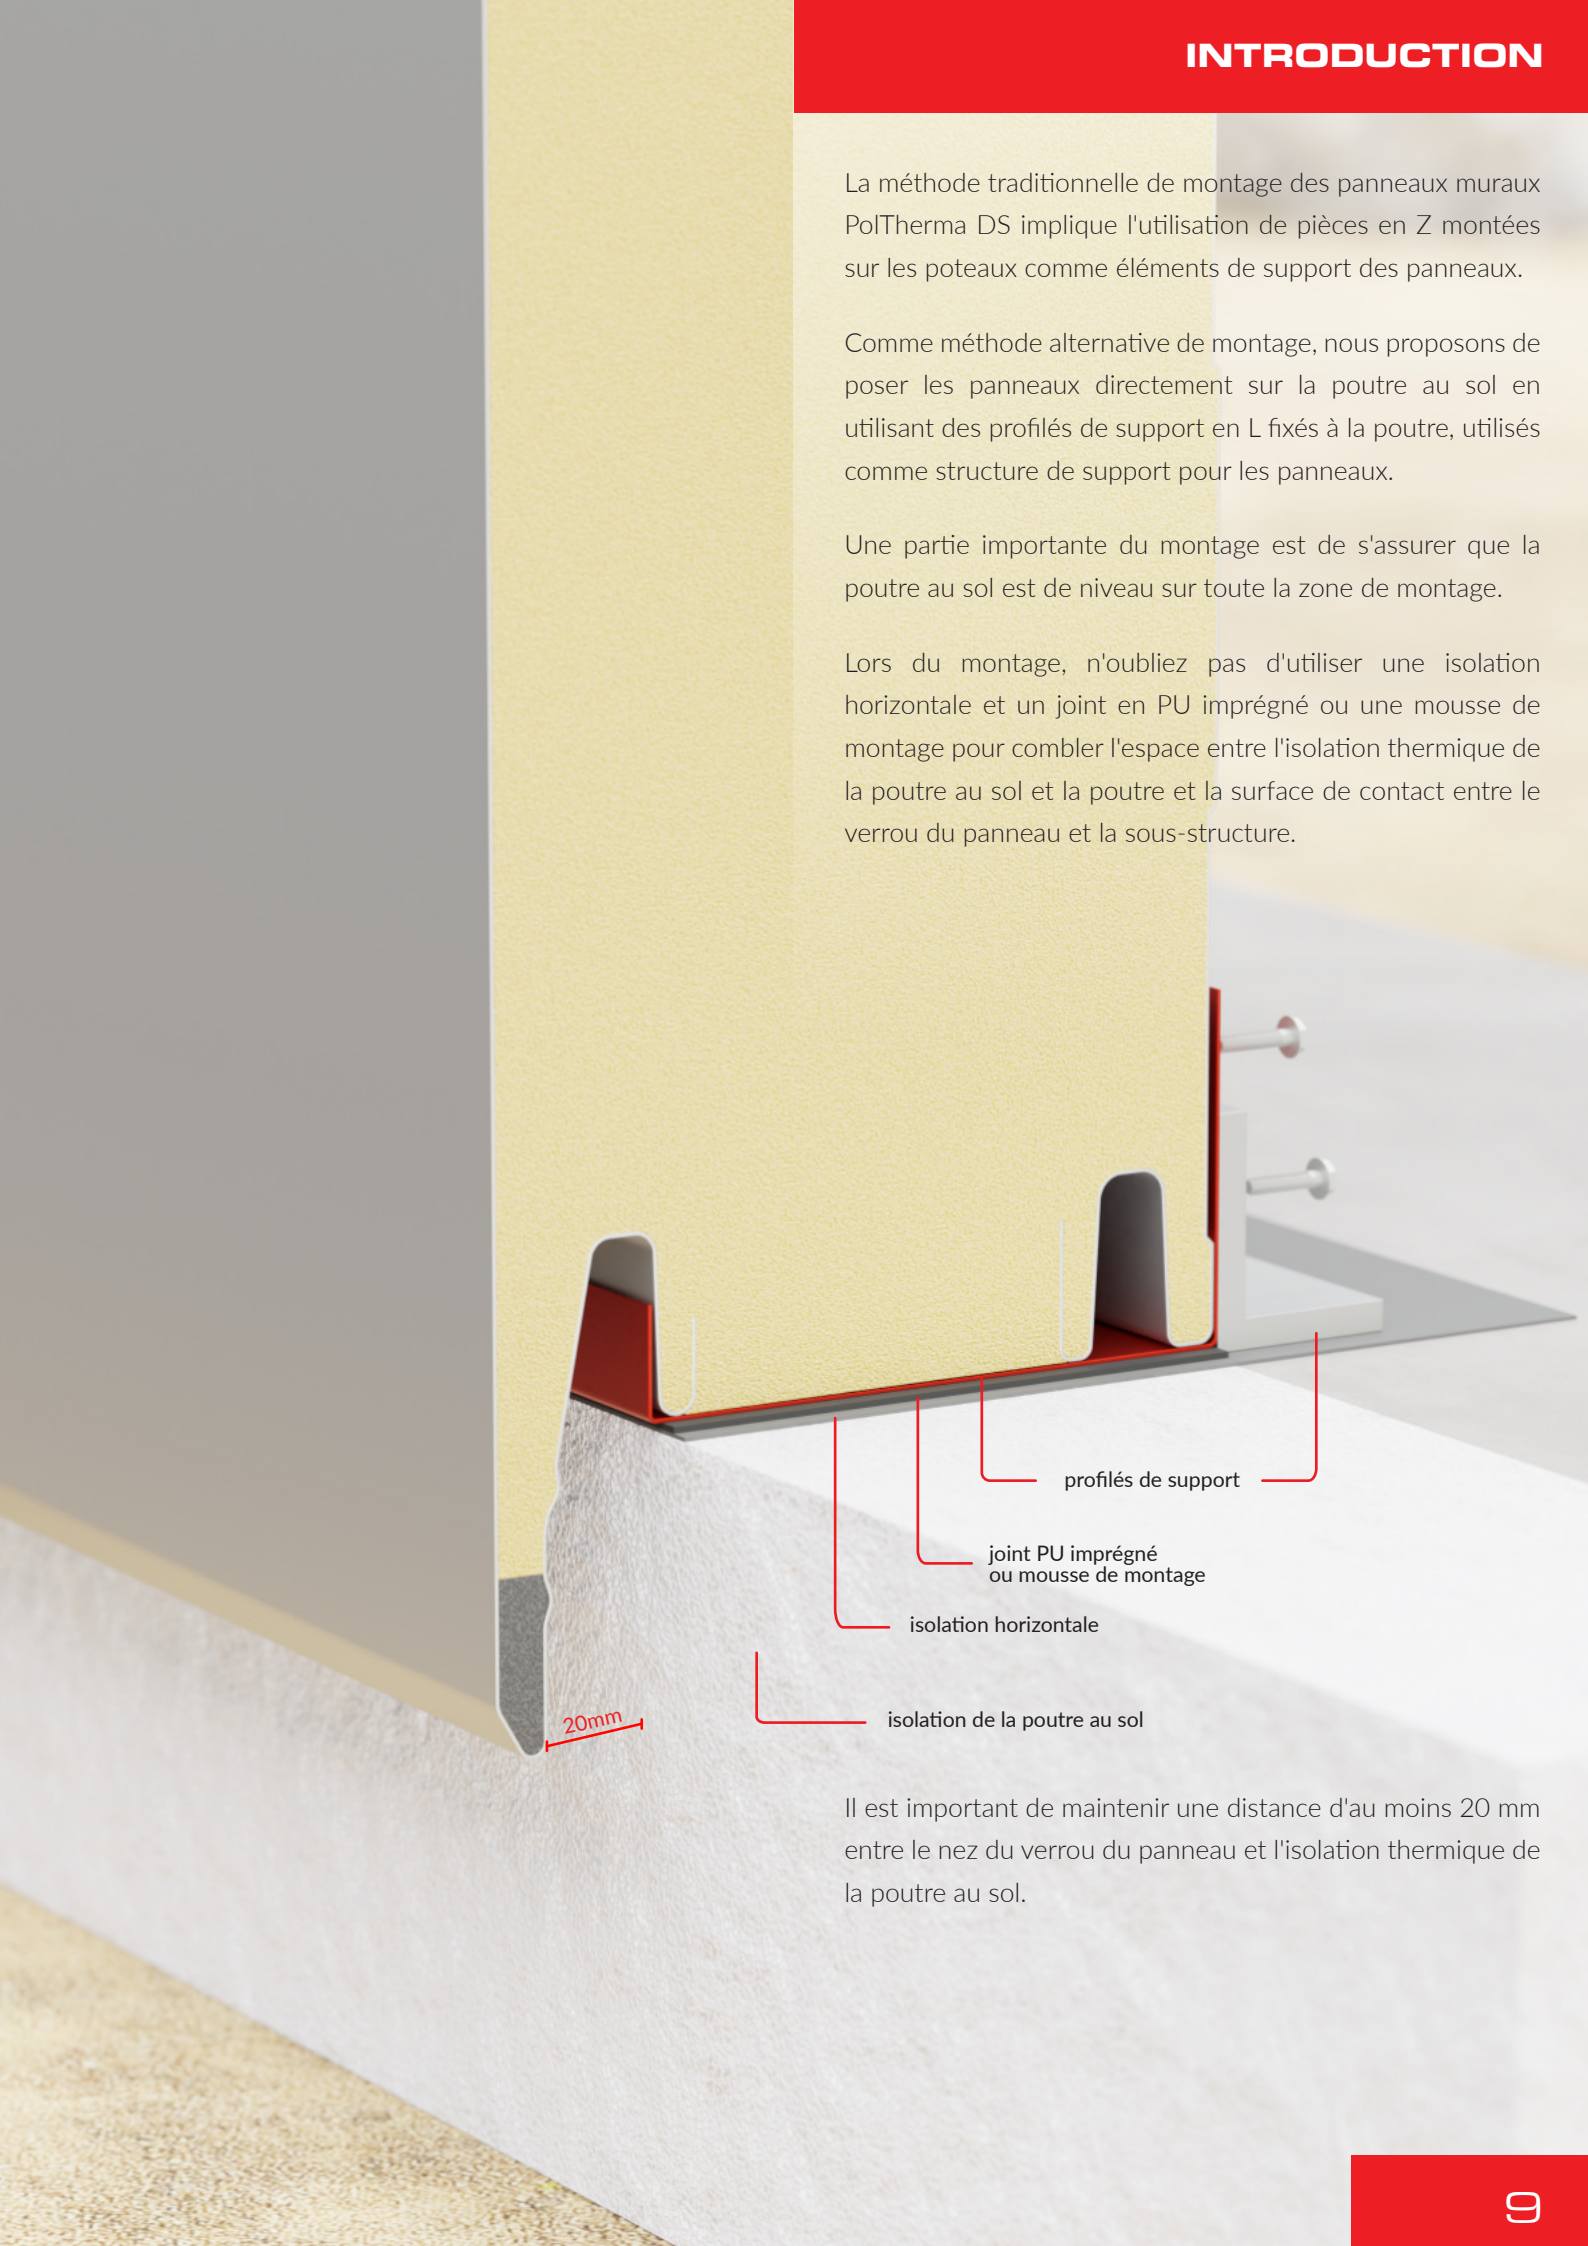 INTRODUCTION
La méthode traditionnelle de montage des panneaux muraux
PolTherma DS implique l'utilisation de pièces en Z montées
sur les poteaux comme éléments de support des panneaux.
Comme méthode alternative de montage, nous proposons de
poser les panneaux directement sur la poutre au sol en
utilisant des profilés de support en L fixés à la poutre, utilisés
comme structure de support pour les panneaux.
Une partie importante du montage est de s'assurer que la
poutre au sol est de niveau sur toute la zone de montage.
Lors du montage, n'oubliez pas d'utiliser une isolation
horizontale et un joint en PU imprégné ou une mousse de
montage pour combler l'espace entre l'isolation thermique de
la poutre au sol et la poutre et la surface de contact entre le
verrou du panneau et la sous-structure.
profilés de support
joint PU imprégné
ou mousse de montage
isolation horizontale
isolation de la poutre au sol
20mm
Il est important de maintenir une distance d'au moins 20 mm
entre le nez du verrou du panneau et l'isolation thermique de
la poutre au sol.
9